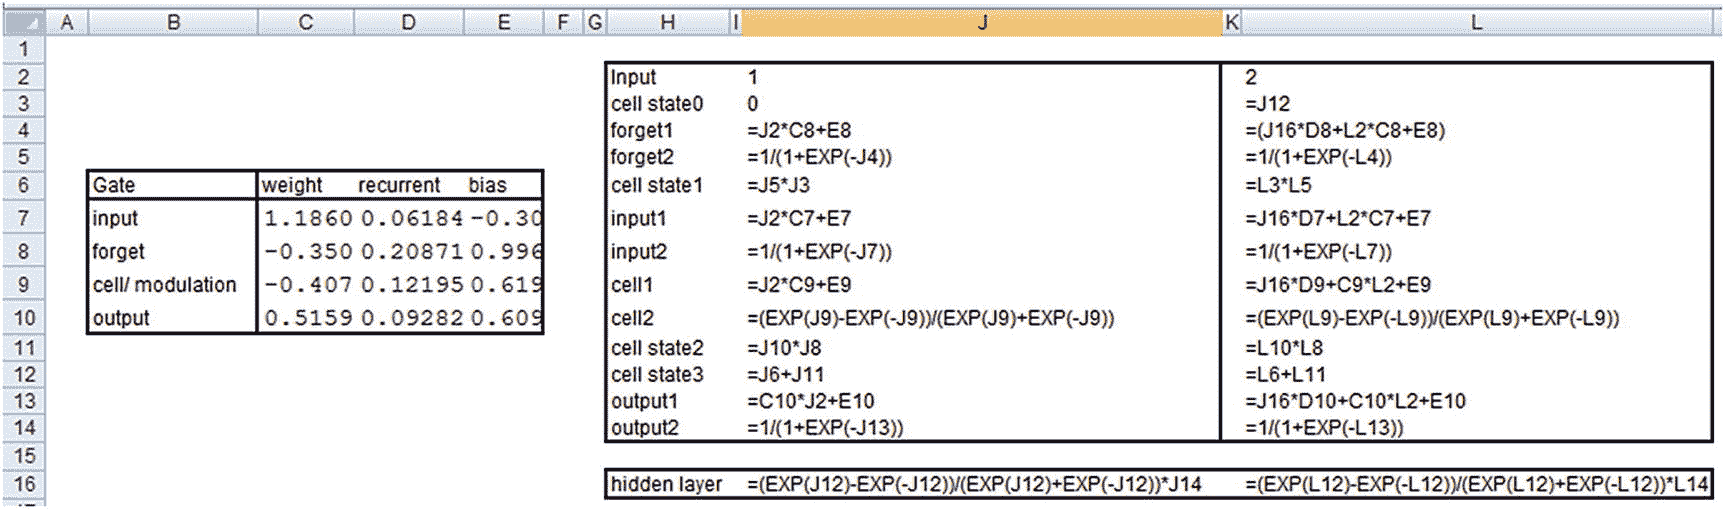 A B C D E F G H I J K L
1
2 Input 1 2
3 cell state0 0 =J12
4 forget1 =J2*C8+E8 =(J16*D8+L2*C8+E8)
5 forget2 =1/(1+EXP(-J4)) =1/(1+EXP(-L4))
6 Gate weight recurrent bias cell state1 =J5*J3 =L3*L5
7 input 1.1860 0.06184 -0.30 input1 =J2*C7+E7 =J16*D7+L2*C7+E7
8 forget -0.350 0.20871 0.996 input2 =1/(1+EXP(-J7)) =1/(1+EXP(-L7))
9 cell/ modulation -0.407 0.12195 0.619 cell1 =J2*C9+E9 =J16*D9+C9*L2+E9
10 output 0.5159 0.09282 0.609 cell2 =(EXP(J9)-EXP(-J9))/(EXP(J9)+EXP(-J9)) =(EXP(L9)-EXP(-L9))/(EXP(L9)+EXP(-L9))
11 cell state2 =J10*J8 =L10*L8
12 cell state3 =J6+J11 =L6+L11
13 output1 =C10*J2+E10 =J16*D10+C10*L2+E10
14 output2 =1/(1+EXP(-J13)) =1/(1+EXP(-L13))
15
16 hidden layer =(EXP(J12)-EXP(-J12))/(EXP(J12)+EXP(-J12))*J14 =(EXP(L12)-EXP(-L12))/(EXP(L12)+EXP(-L12))*L14